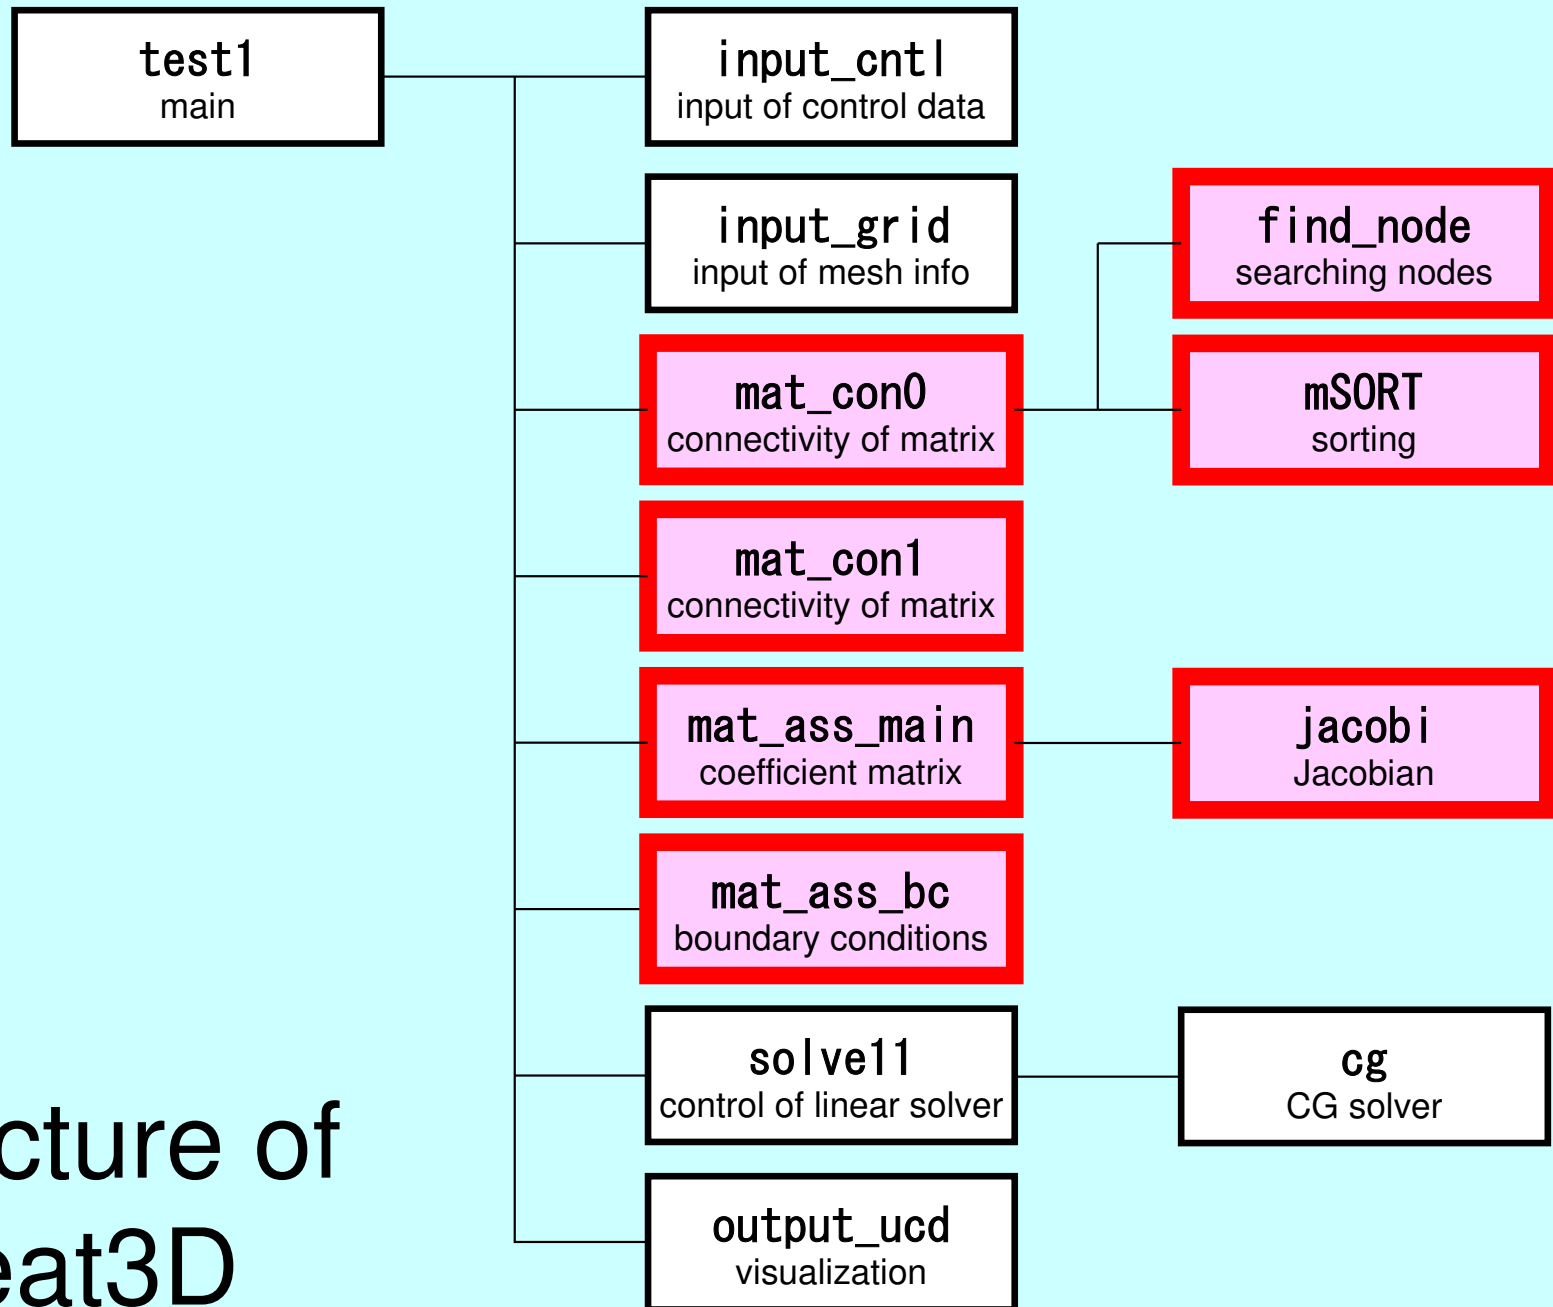 test1
main
input_cntl
input of control data
input_grid
input of mesh info
find_node
searching nodes
mat_con0
connectivity of matrix
mSORT
sorting
mat_con1
connectivity of matrix
mat_ass_main
coefficient matrix
jacobi
Jacobian
mat_ass_bc
boundary conditions
solve11
control of linear solver
cg
CG solver
output_ucd
visualization
cture of
eat3D